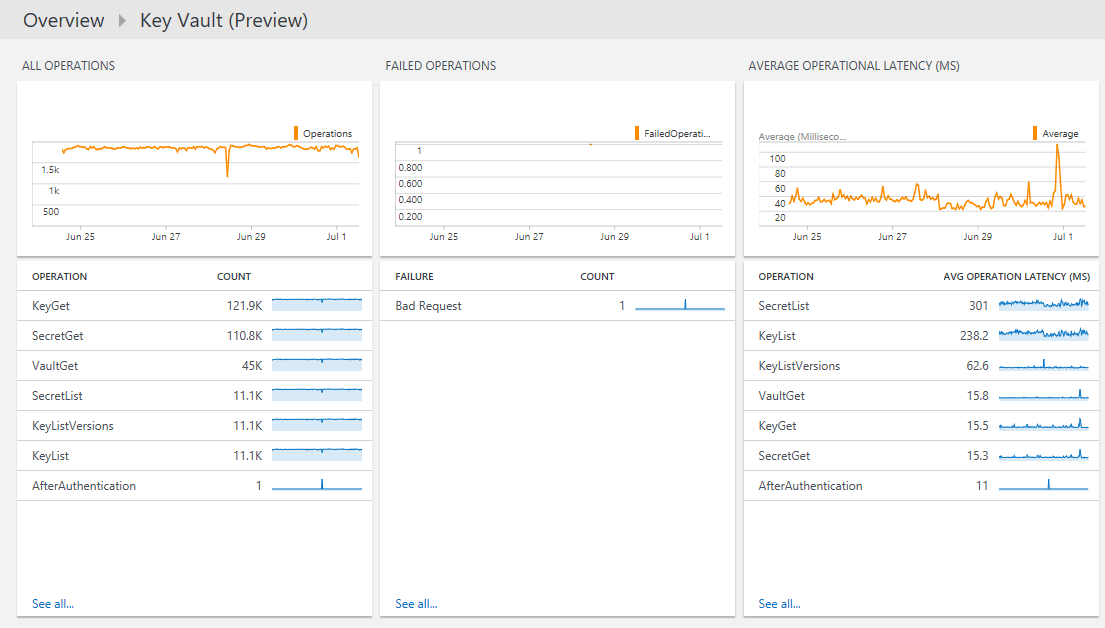 Overview Key Vault (Preview)
ALL OPERATIONS
Operations
1.5k
1k
500
Jun 25 Jun 27 Jun 29 Jul 1
OPERATION COUNT
KeyGet 121.9K
SecretGet 110.8K
VaultGet 45K
SecretList 11.1K
KeyListVersions 11.1K
KeyList 11.1K
AfterAuthentication 1
See all...
FAILED OPERATIONS
FailedOperati...
1
0.800
0.600
0.400
0.200
Jun 25 Jun 27 Jun 29 Jul 1
FAILURE COUNT
Bad Request 1
See all...
AVERAGE OPERATIONAL LATENCY (MS)
Average (Milliseco... Average
100
80
60
40
20
Jun 25 Jun 27 Jun 29 Jul 1
OPERATION AVG OPERATION LATENCY (MS)
SecretList 301
KeyList 238.2
KeyListVersions 62.6
VaultGet 15.8
KeyGet 15.5
SecretGet 15.3
AfterAuthentication 11
See all...